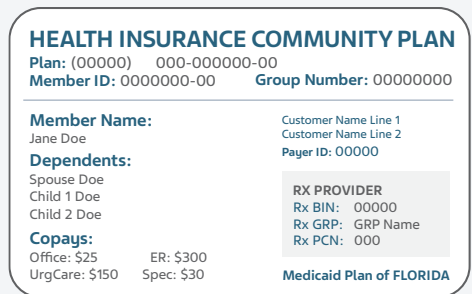 HEALTH INSURANCE COMMUNITY PLAN
Plan: (00000) 000-000000-00
Member ID: 0000000-00 Group Number: 00000000
Member Name:
Jane Doe
Dependents:
Spouse Doe
Child 1 Doe
Child 2 Doe
Copays:
Office: $25 ER: $300
UrgCare: $150 Spec: $30
Customer Name Line 1
Customer Name Line 2
Payer ID: 00000
RX PROVIDER
Rx BIN: 00000
Rx GRP: GRP Name
Rx PCN: 000
Medicaid Plan of FLORIDA